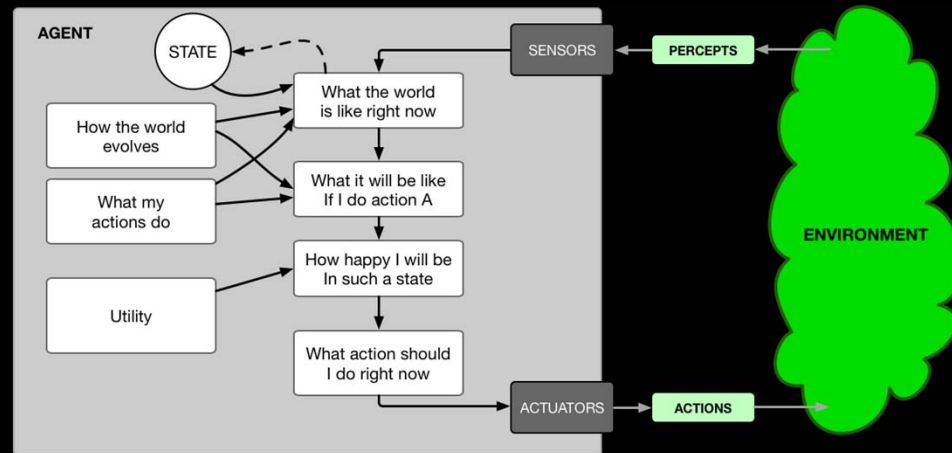 AGENT
STATE
SENSORS
PERCEPTS
What the world
is like right now
How the world
evolves
What it will be like
If I do action A
What my
actions do
ENVIRONMENT
How happy I will be
In such a state
Utility
What action should
I do right now
ACTUATORS
ACTIONS